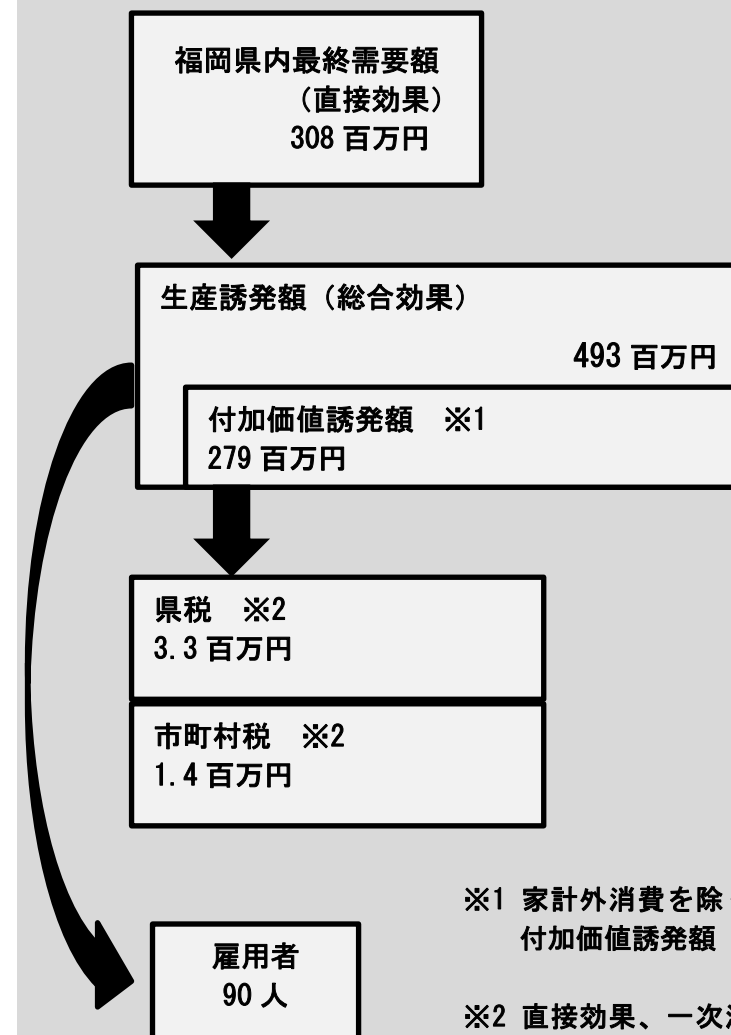 福岡県内最終需要額
（直接効果）
308 百万円
生産誘発額（総合効果）
493 百万円
付加価値誘発額　※1
279 百万円
県税　※2
3.3 百万円
市町村税　※2
1.4 百万円
※1 家計外消費を除
付加価値誘発額
雇用者
90 人
※2 直接効果、一次